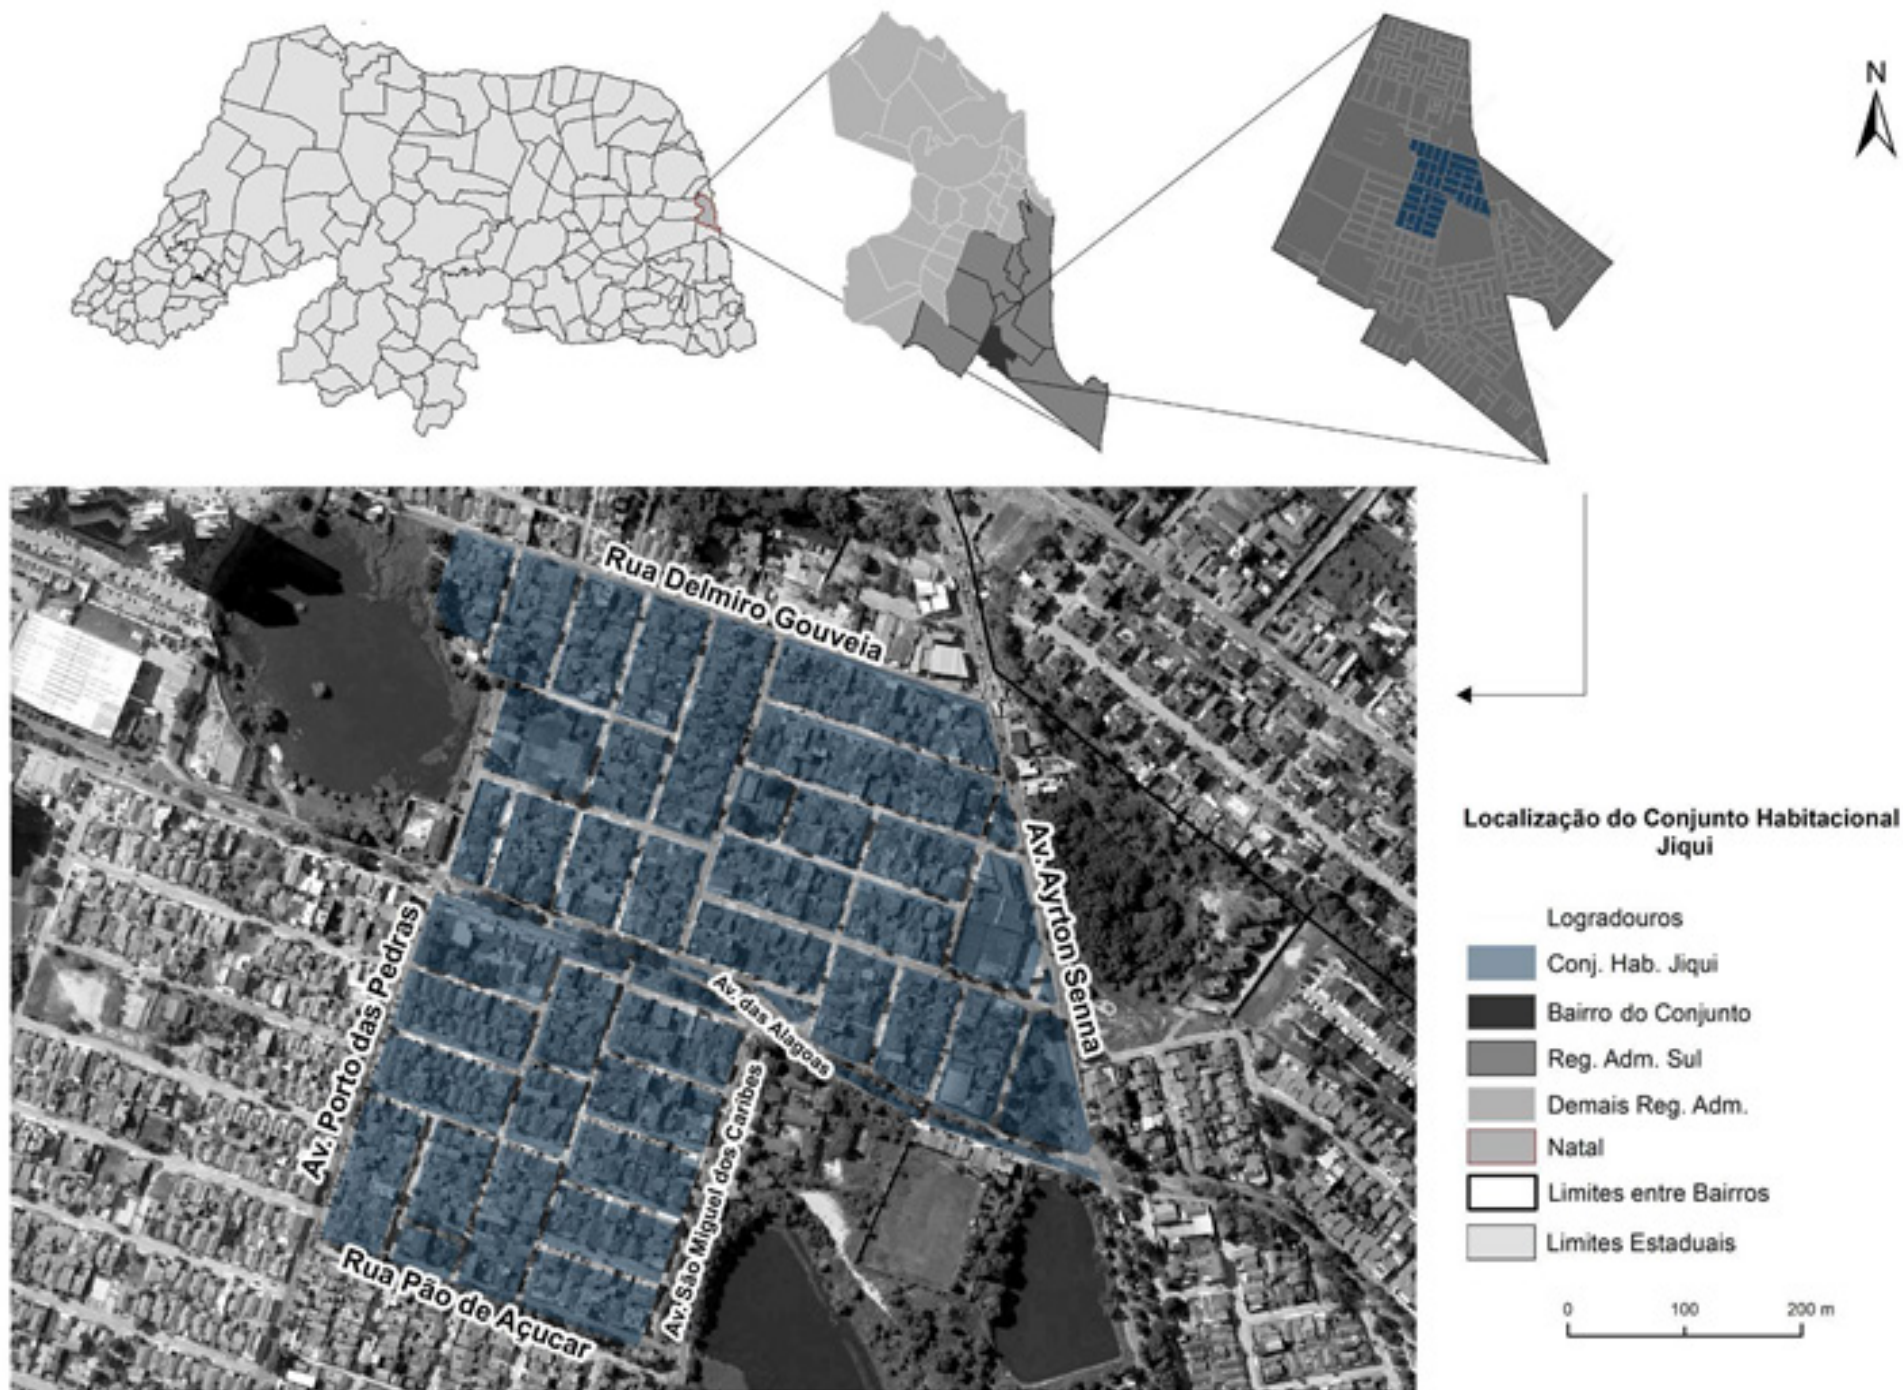 N
Rua Delmiro Gouveia
Av. Ayrton Senna
Av. Porto das Pedras
Av. das Alagoas
Av. São Miguel dos Caribes
Rua Pão de Açucar
Localização do Conjunto Habitacional
Jiqui
Logradouros
Conj. Hab. Jiqui
Bairro do Conjunto
Reg. Adm. Sul
Demais Reg. Adm.
Natal
Limites entre Bairros
Limites Estaduais
0 100 200 m